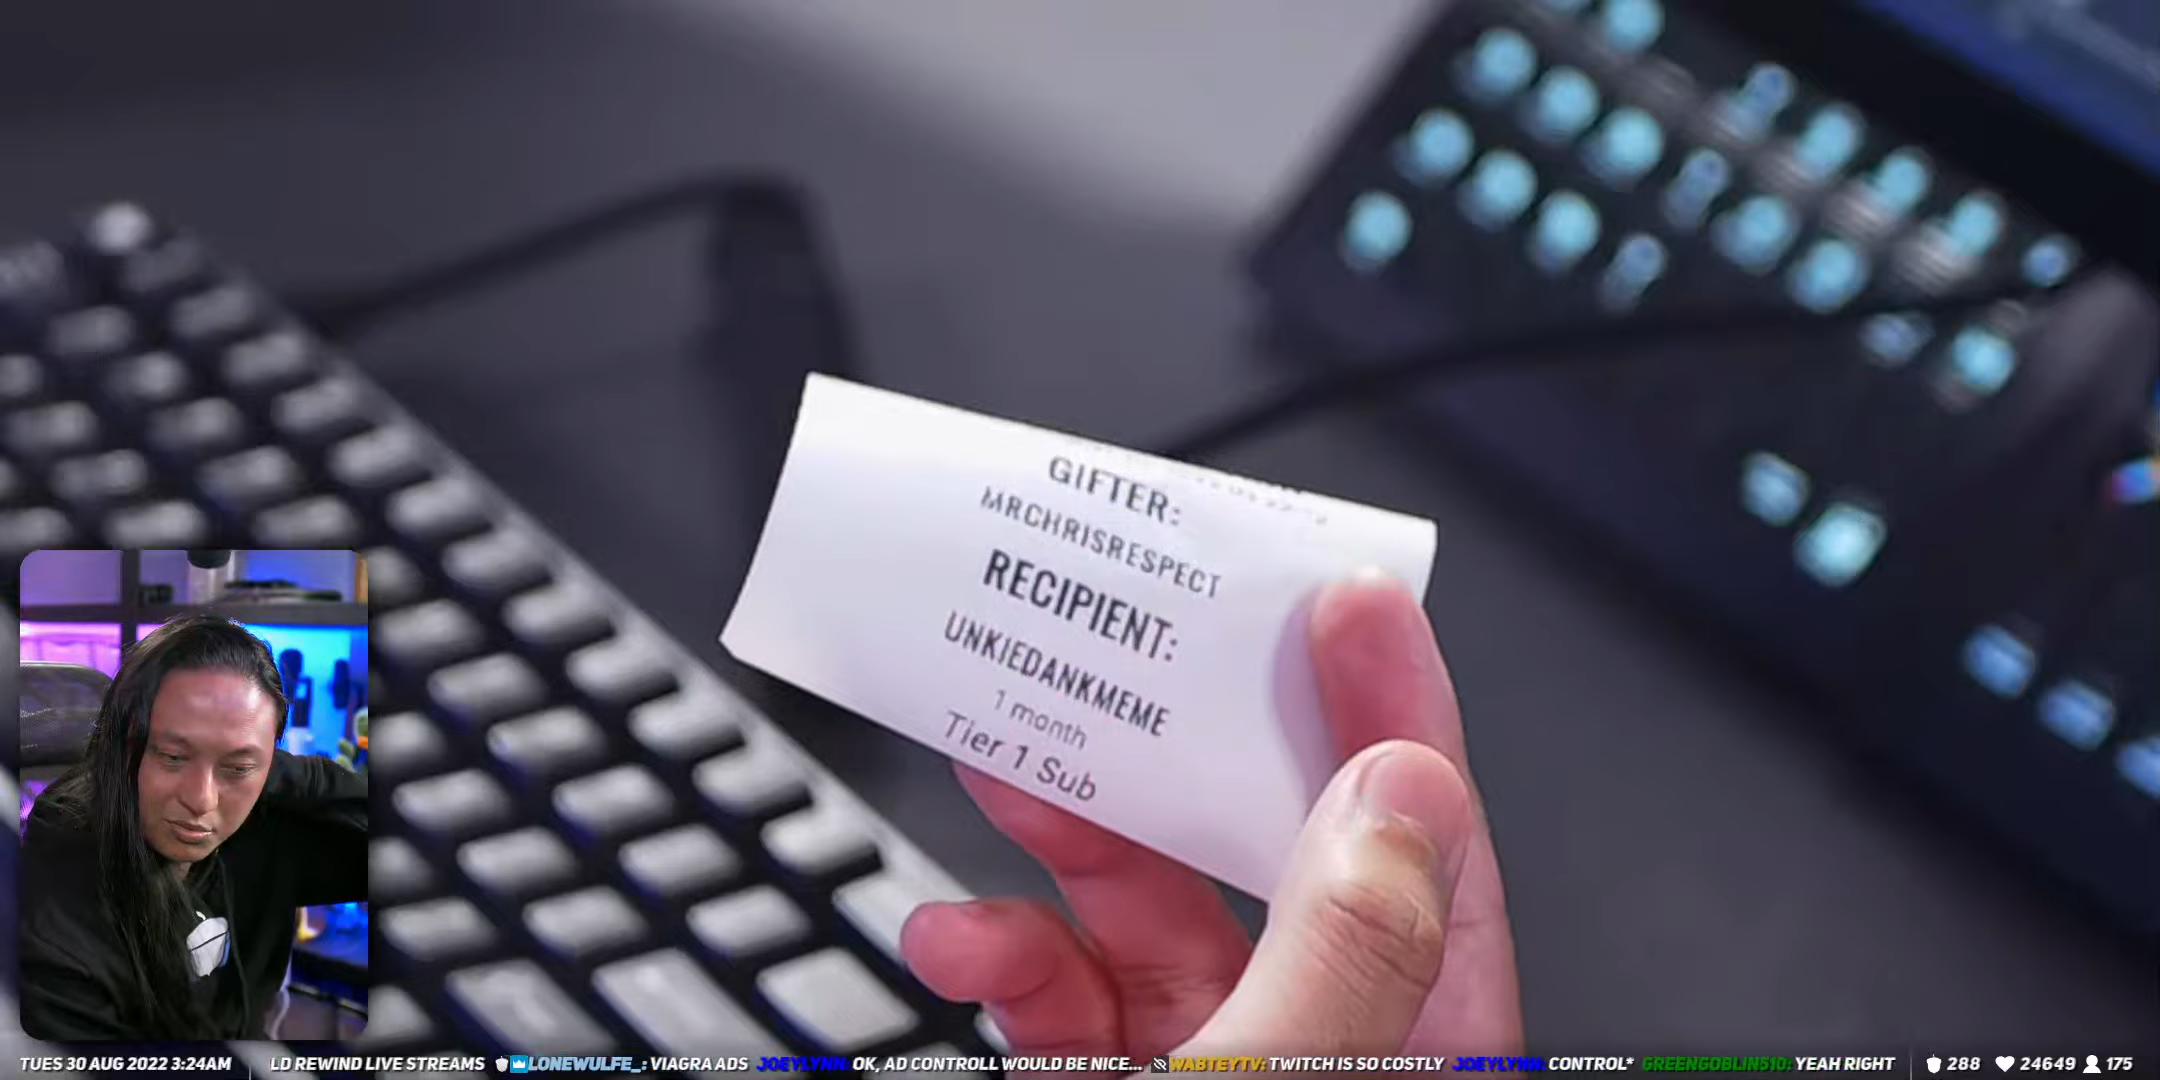 GIFTER:
MRCHRISRESPECT
RECIPIENT:
UNKIEDANKMEME
1 month
Tier 1 Sub
TUES 30 AUG 2022 3:24AM LD REWIND LIVE STREAMS LONEWULFE_: VIAGRA ADS JOEYLYNN: OK, AD CONTROLL WOULD BE NICE... WABTEYTV: TWITCH IS SO COSTLY JOEYLYNN: CONTROL* GREENGOBLIN510: YEAH RIGHT 288 24649 175